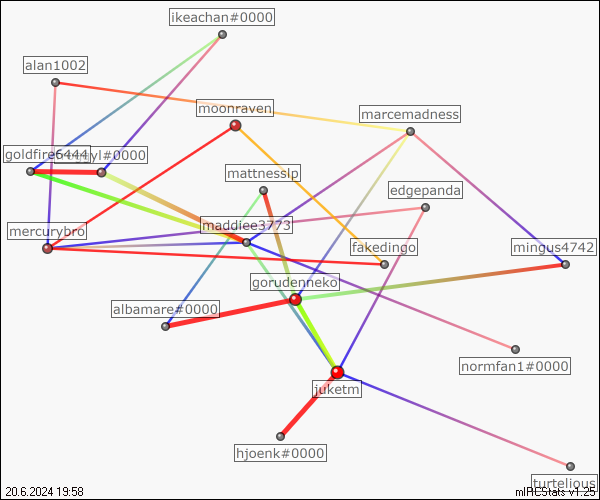 ikeachan#0000
alan1002
moonraven
marcemadness
goldfire6444
yl#0000
mattnesslp
edgepanda
maddiee3773
mercurybro
fakedingo
mingus4742
gorudenneko
albamare#0000
normfan1#0000
juketm
hjoenk#0000
turtelious
20.6.2024 19:58
mIRCStats v1.25